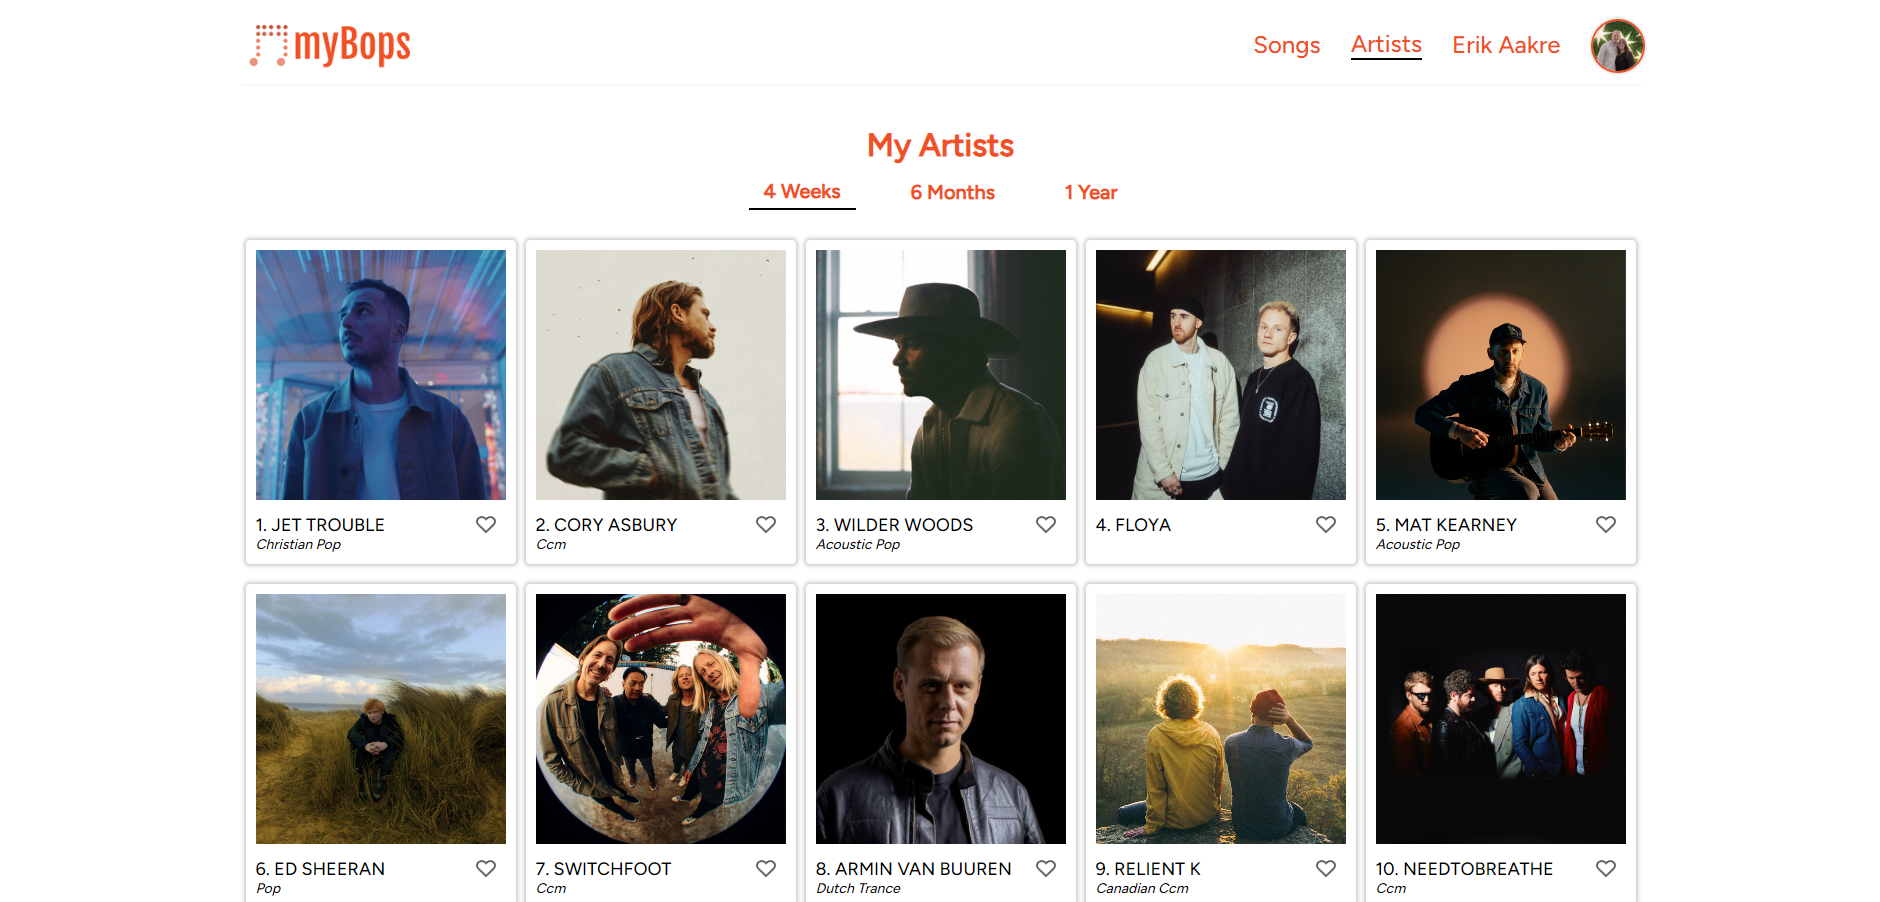 myBops
Songs
Artists
Erik Aakre
My Artists
4 Weeks
6 Months
1 Year
1. JET TROUBLE
Christian Pop
2. CORY ASBURY
Ccm
3. WILDER WOODS
Acoustic Pop
4. FLOYA
5. MAT KEARNEY
Acoustic Pop
6. ED SHEERAN
Pop
7. SWITCHFOOT
Ccm
8. ARMIN VAN BUUREN
Dutch Trance
9. RELIENT K
Canadian Ccm
10. NEEDTOBREATHE
Ccm